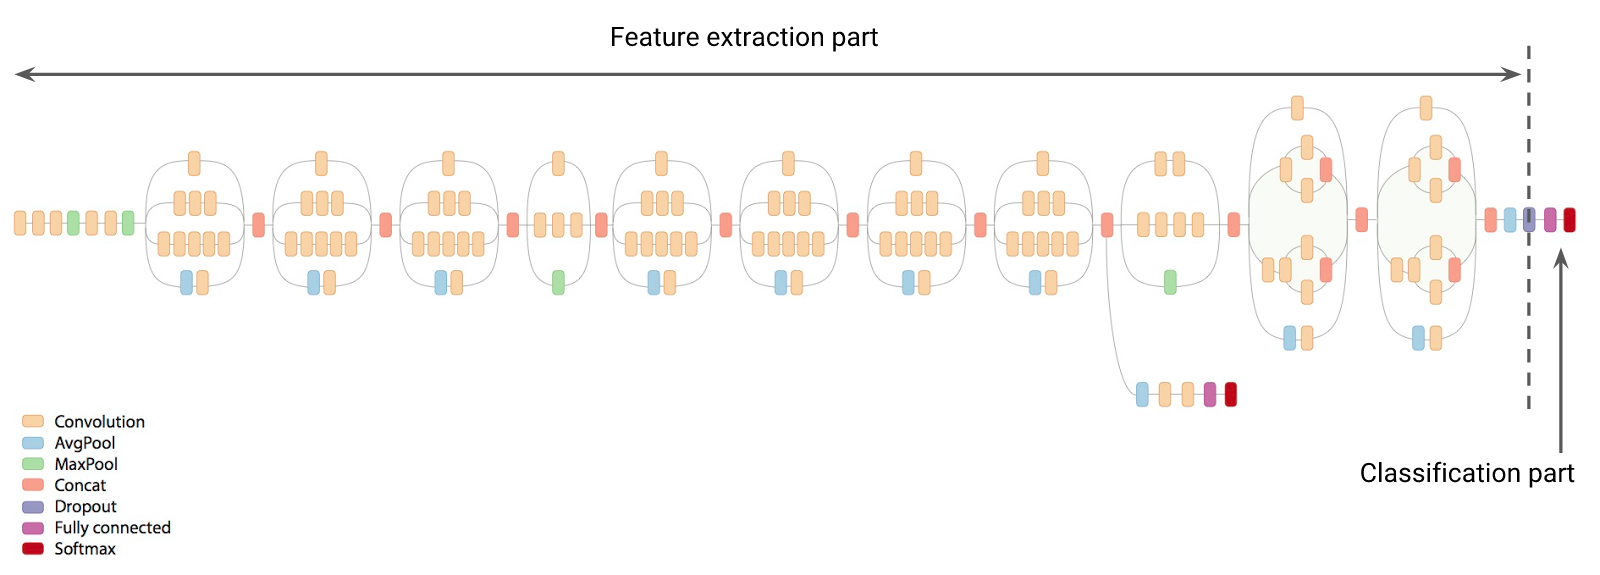 Feature extraction part
Convolution
AvgPool
MaxPool
Concat
Dropout
Fully connected
Softmax
Classification part